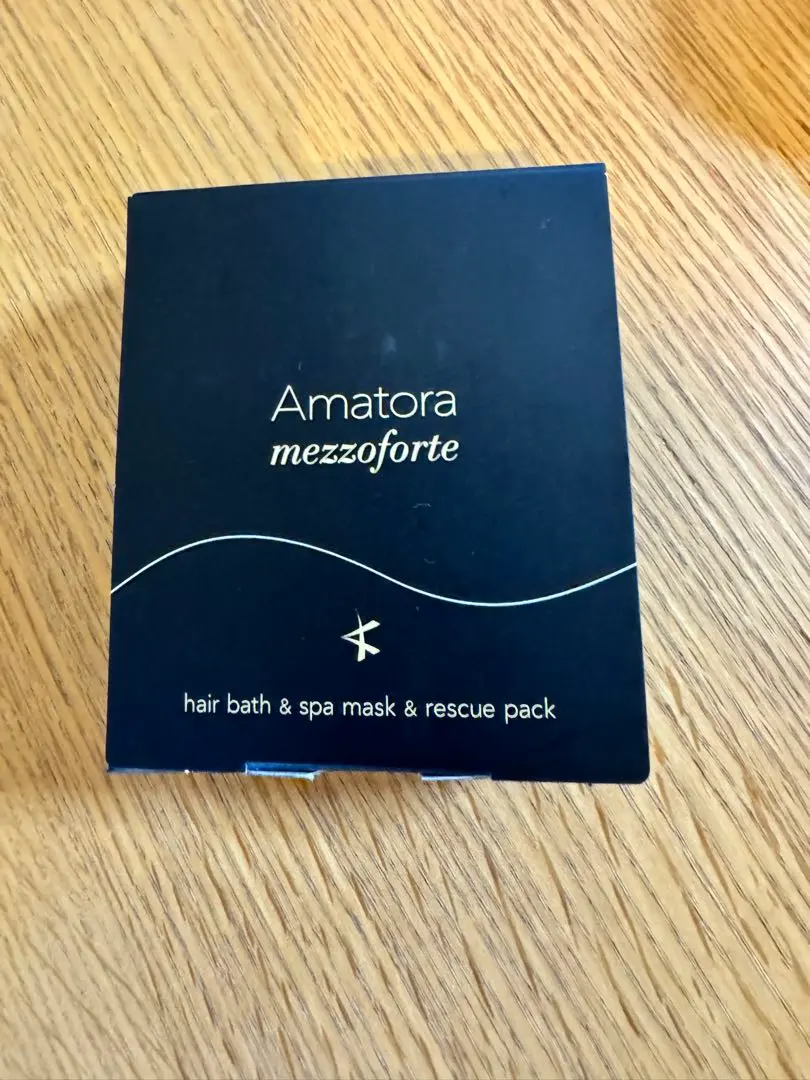 Amatora
mezzoforte
hair bath & spa mask & rescue pack